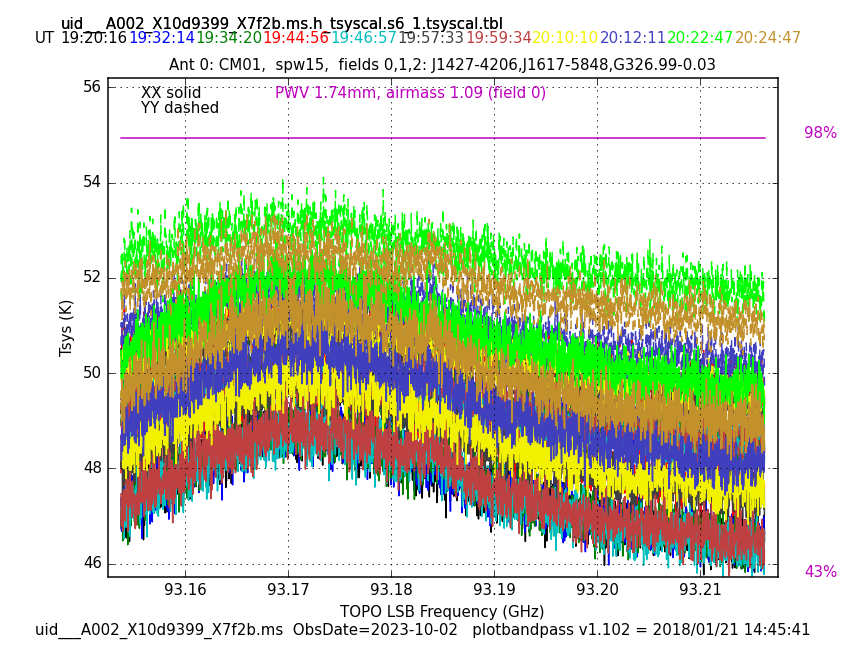 uid___A002_X10d9399_X7f2b.ms.h_tsyscal.s6_1.tsyscal.tbl
UT 19:20:16 19:32:14 19:34:20 19:44:56 19:46:57 19:57:33 19:59:34 20:10:10 20:12:11 20:22:47 20:24:47
Ant 0: CM01, spw15, fields 0,1,2: J1427-4206,J1617-5848,G326.99-0.03
XX solid PWV 1.74mm, airmass 1.09 (field 0)
YY dashed
98%
56
54
52
50
48
46
Tsys (K)
43%
93.16 93.17 93.18 93.19 93.20 93.21
TOPO LSB Frequency (GHz)
uid___A002_X10d9399_X7f2b.ms ObsDate=2023-10-02 plotbandpass v1.102 = 2018/01/21 14:45:41